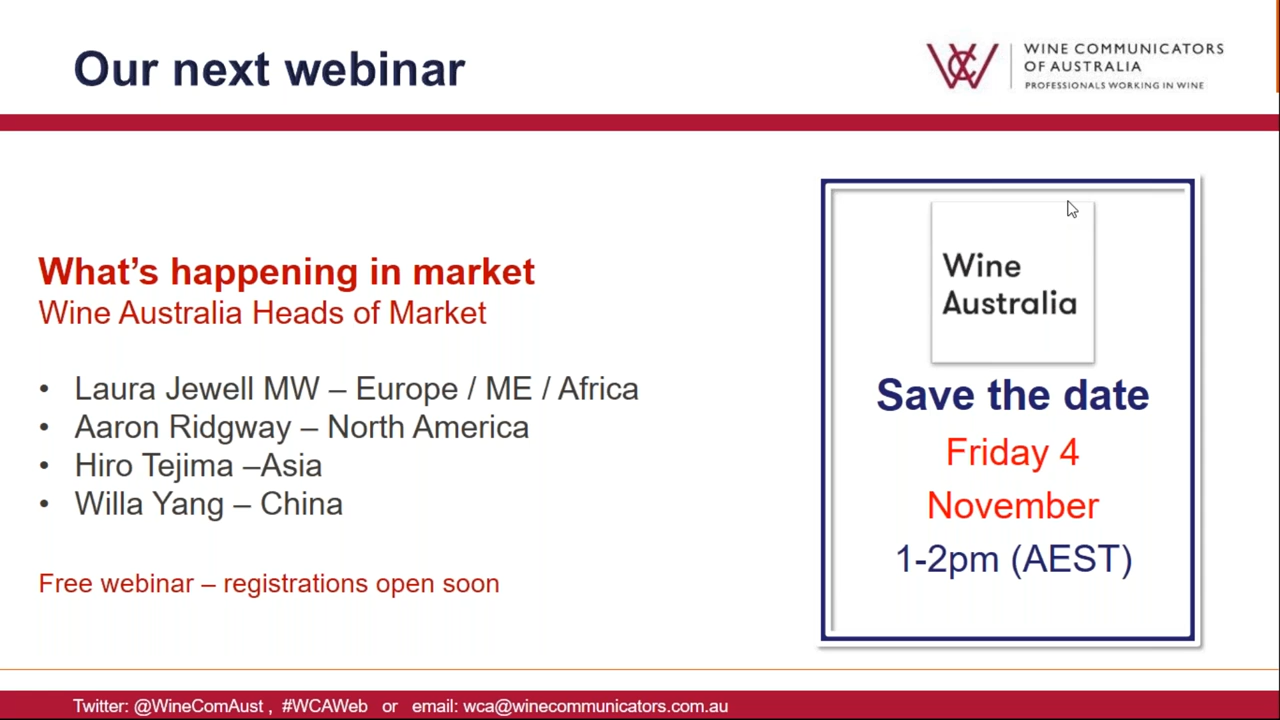 Our next webinar
WINE COMMUNICATORS
OF AUSTRALIA
PROFESSIONALS WORKING IN WINE
What’s happening in market
Wine Australia Heads of Market
• Laura Jewell MW – Europe / ME / Africa
• Aaron Ridgway – North America
• Hiro Tejima –Asia
• Willa Yang – China
Free webinar – registrations open soon
Wine
Australia
Save the date
Friday 4
November
1-2pm (AEST)
Twitter: @WineComAust , #WCAWeb or email: wca@winecommunicators.com.au